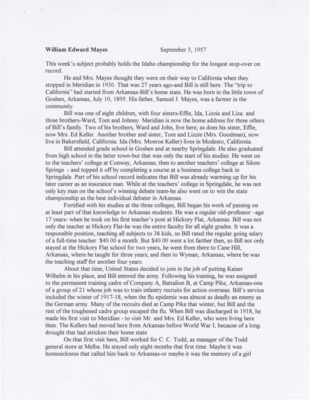 William Edward Mayes September 5, 1957
This week's subject probably holds the Idaho championship for the longest stop-over on
record.
He and Mrs. Mayes thought they were on their way to California when they
stopped in Meridian in 1930. That was 27 years ago-and Bill is still here. The "trip to
California" had started from Arkansas-Bill's home state. He was born in the little town of
Goshen, Arkansas, July 10, 1895. His father, Samuel J. Mayes, was a farmer in the
community.
Bill was one of eight children, with four sisters-Effie, Ida, Lizzie and Liza: and
three brothers-Ward, Tom and Johnny. Meridian is now the home address for three others
of Bill's family. Two of his brothers, Ward and John, live here; as does his sister, Effie,
now Mrs. Ed Keller. Another brother and sister, Tom and Lizzie (Mrs. Goodman), now
live in Bakersfield, California. Ida (Mrs. Monroe Keller) lives in Modesto, California.
Bill attended grade school in Goshen and at nearby Springdale. He also graduated
from high school in the latter town-but that was only the start of his studies. He went on
to the teachers' college at Conway, Arkansas; then to another teachers' college at Siloam
Springs - and topped it off by completing a course at a business college back in
Springdale. Part of his school record indicates that Bill was already warming up for his
later career as an insurance man. While at the teachers' college in Springdale, he was not
only key man on the school's winning debate team-he also went on to win the state
championship as the best individual debater in Arkansas.
Fortified with his studies at the three colleges, Bill began his work of passing on
at least part of that knowledge to Arkansas students. He was a regular old-professor -age
17 years- when he took on his first teacher's post at Hickory Flat, Arkansas. Bill was not
only the teacher at Hickory Flat-he was the entire faculty for all eight grades. It was a
responsible position, teaching all subjects to 38 kids, so Bill rated the regular going salary
of a full-time teacher. $40.00 a month. But $40.00 went a lot farther then, so Bill not only
stayed at the Hickory Flat school for two years, he went from there to Cane Hill,
Arkansas, where he taught for three years; and then to Wyman, Arkansas, where he was
the teaching staff for another four years.
About that time, United States decided to join in the job of putting Kaiser
Wilhelm in his place, and Bill entered the army. Following his training, he was assigned
to the permanent training cadre of Company A, Battalion B, at Camp Pike, Arkansas-one
of a group of 21 whose job was to train infantry recruits for action overseas. Bill's service
included the winter of 1917-18, when the flu epidemic was almost as deadly an enemy as
the German army. Many of the recruits died at Camp Pike that winter, but Bill and the
rest of the toughened cadre group escaped the flu. When Bill was discharged in 1918, he
made his first visit to Meridian - to visit Mr. and Mrs. Ed Keller, who were living here
then. The Kellers had moved here from Arkansas before World War I, because of a long
drought that had stricken their home state.
On that first visit here, Bill worked for C. C. Todd, as manager of the Todd
general store at Melba. He stayed only eight months that first time. Maybe it was
homesickness that called him back to Arkansas-or maybe it was the memory of a girl